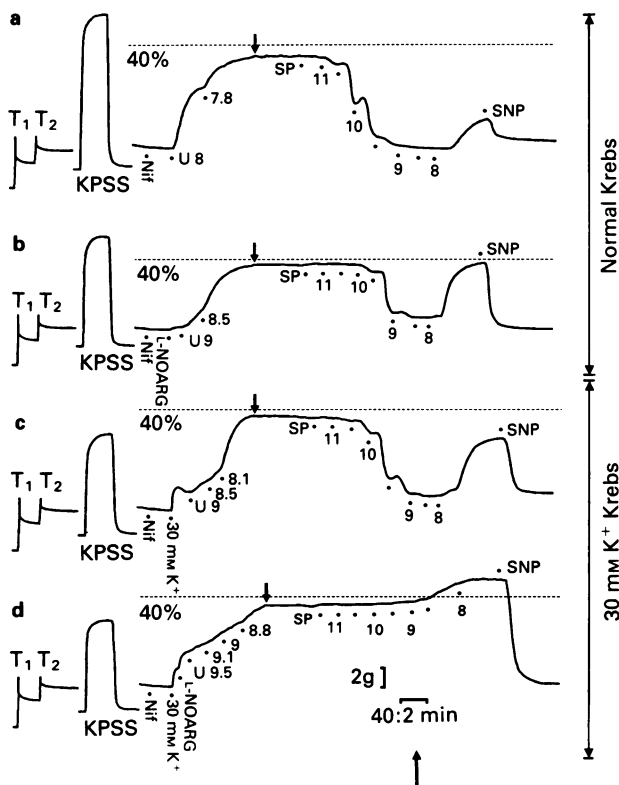 a
40%
T1 T2
KPSS
Nif
U 8
7.8
SP
11
10
9
8
SNP
Normal Krebs
b
40%
T1 T2
KPSS
Nif
L-NOARG
U 9
8.5
SP
11
10
9
8
SNP
c
40%
T1 T2
KPSS
Nif
30 mM K+
U 9
8.5
8.1
SP
11
10
9
8
SNP
30 mM K+ Krebs
d
40%
T1 T2
KPSS
Nif
30 mM K+
L-NOARG
U 9.5
9.1
9
8.8
SP
11
10
9
8
SNP
2g
40:2 min